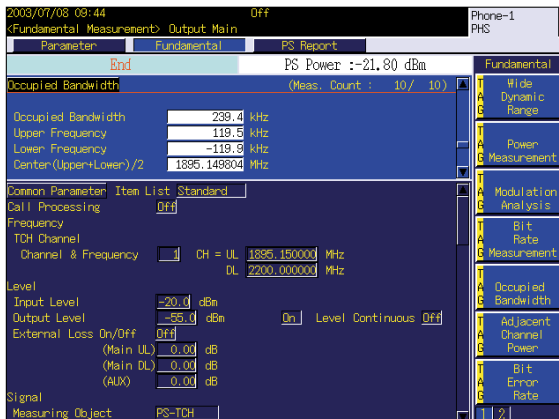 2003/07/08 09:44 Off Phone-1
<Fundamental Measurement> Output Main PHS
Parameter Fundamental PS Report
End PS Power :-21.80 dBm Fundamental
Occupied Bandwidth (Meas. Count : 10/ 10)
Occupied Bandwidth 239.4 kHz
Upper Frequency 119.5 kHz
Lower Frequency -119.9 kHz
Center(Upper+Lower)/2 1895.149804 MHz
Common Parameter Item List Standard
Call Processing Off
Frequency
TCH Channel
Channel & Frequency 1 CH = UL 1895.150000 MHz
DL 2200.000000 MHz
Level
Input Level -20.0 dBm
Output Level -55.0 dBm On Level Continuous Off
External Loss On/Off Off
(Main UL) 0.00 dB
(Main DL) 0.00 dB
(AUX) 0.00 dB
Signal
Measuring Object PS-TCH
TAG Wide
Dynamic
Range
TAG Power
Measurement
TAG Modulation
Analysis
TAG Bit
Rate
Measurement
TAG Occupied
Bandwidth
TAG Adjacent
Channel
Power
TAG Bit
Error
Rate
1 2